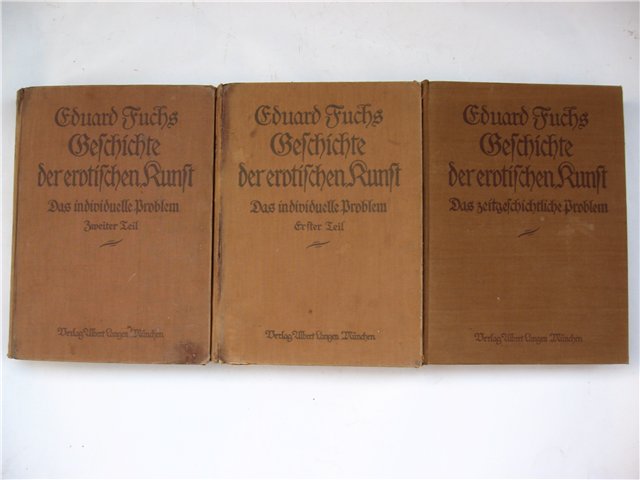 Eduard Fuchs
Geschichte
der erotischen Kunst
Das individuelle Problem
Zweiter Teil
Verlag Albert Langen München
Eduard Fuchs
Geschichte
der erotischen Kunst
Das individuelle Problem
Erster Teil
Verlag Albert Langen München
Eduard Fuchs
Geschichte
der erotischen Kunst
Das zeitgeschichtliche Problem
Verlag Albert Langen München